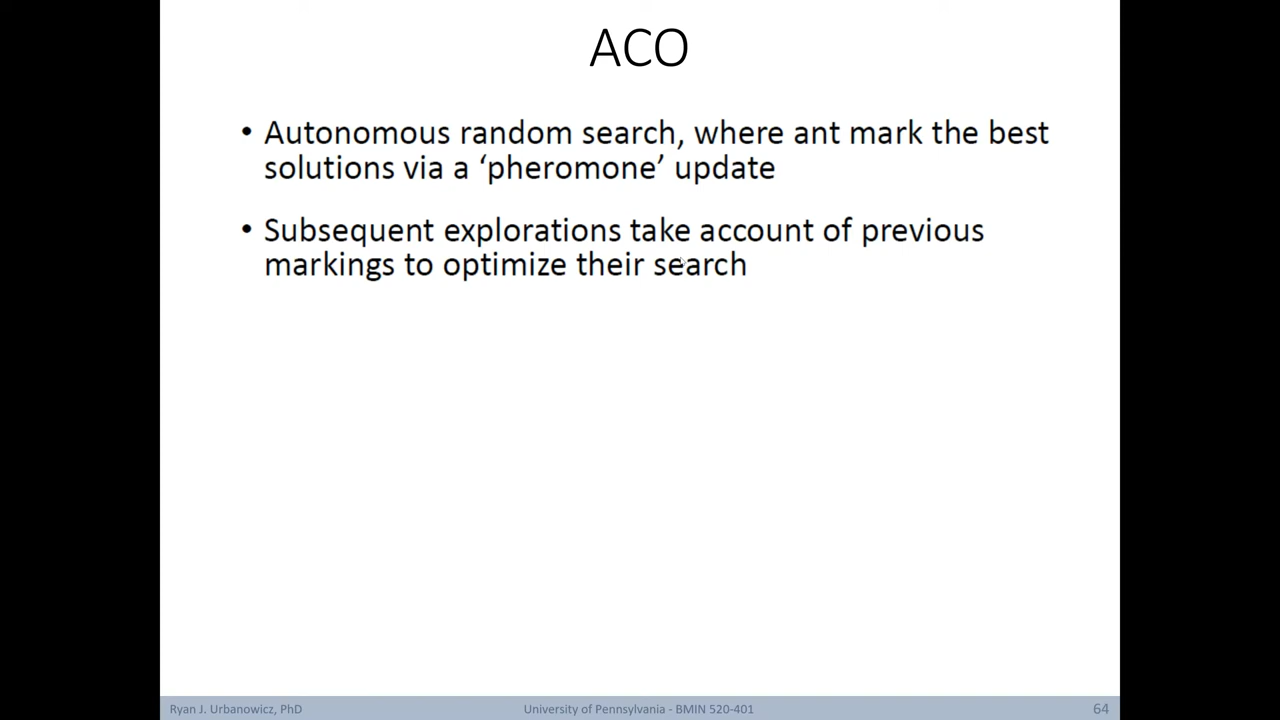 ACO
• Autonomous random search, where ant mark the best
solutions via a ‘pheromone’ update
• Subsequent explorations take account of previous
markings to optimize their search
Ryan J. Urbanowicz, PhD
University of Pennsylvania - BMIN 520-401
64